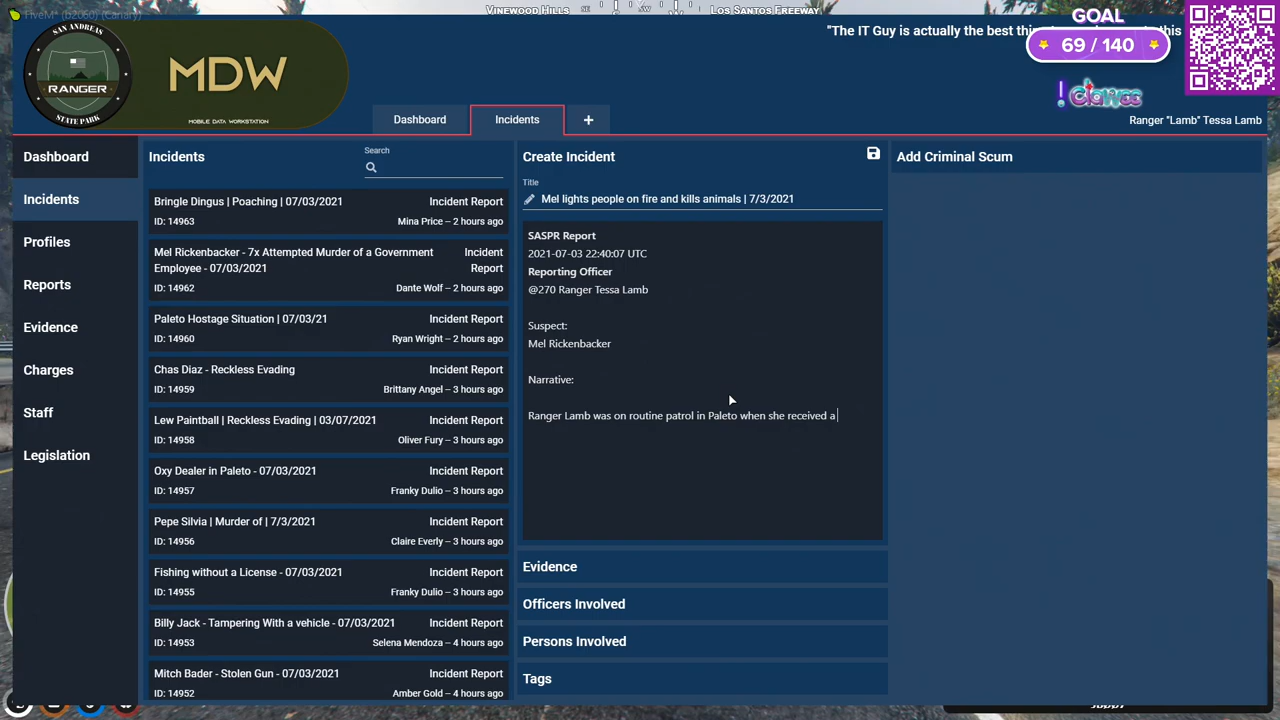 FiveM® (b2060) (Canary)
Vinewood Hills
Los Santos Freeway
"The IT Guy is actually the best
this
GOAL
69 / 140
! Clawee
SAN ANDREAS
RANGER
STATE PARK
MDW
MOBILE DATA WORKSTATION
Dashboard
Incidents
+
Ranger "Lamb" Tessa Lamb
Dashboard
Incidents
Profiles
Reports
Evidence
Charges
Staff
Legislation
Incidents
Search
Bringle Dingus | Poaching | 07/03/2021 Incident Report
ID: 14963 Mina Price – 2 hours ago
Mel Rickenbacker - 7x Attempted Murder of a Government Incident
Employee - 07/03/2021 Report
ID: 14962 Dante Wolf – 2 hours ago
Paleto Hostage Situation | 07/03/21 Incident Report
ID: 14960 Ryan Wright – 2 hours ago
Chas Diaz - Reckless Evading Incident Report
ID: 14959 Brittany Angel – 3 hours ago
Lew Paintball | Reckless Evading | 03/07/2021 Incident Report
ID: 14958 Oliver Fury – 3 hours ago
Oxy Dealer in Paleto - 07/03/2021 Incident Report
ID: 14957 Franky Dulio – 3 hours ago
Pepe Silvia | Murder of | 7/3/2021 Incident Report
ID: 14956 Claire Everly – 3 hours ago
Fishing without a License - 07/03/2021 Incident Report
ID: 14955 Franky Dulio – 3 hours ago
Billy Jack - Tampering With a vehicle - 07/03/2021 Incident Report
ID: 14953 Selena Mendoza – 4 hours ago
Mitch Bader - Stolen Gun - 07/03/2021 Incident Report
ID: 14952 Amber Gold – 4 hours ago
Create Incident
Title
Mel lights people on fire and kills animals | 7/3/2021
SASPR Report
2021-07-03 22:40:07 UTC
Reporting Officer
@270 Ranger Tessa Lamb
Suspect:
Mel Rickenbacker
Narrative:
Ranger Lamb was on routine patrol in Paleto when she received a
Evidence
Officers Involved
Persons Involved
Tags
Add Criminal Scum